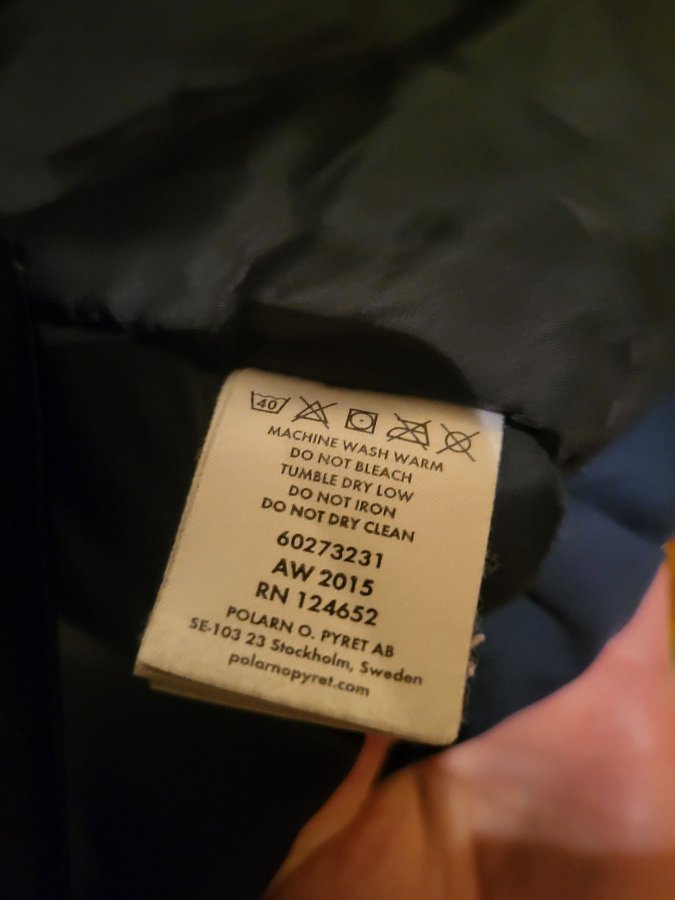 40
MACHINE WASH WARM
DO NOT BLEACH
TUMBLE DRY LOW
DO NOT IRON
DO NOT DRY CLEAN
60273231
AW 2015
RN 124652
POLARN O. PYRET AB
SE-103 23 Stockholm, Sweden
polarnopyret.com